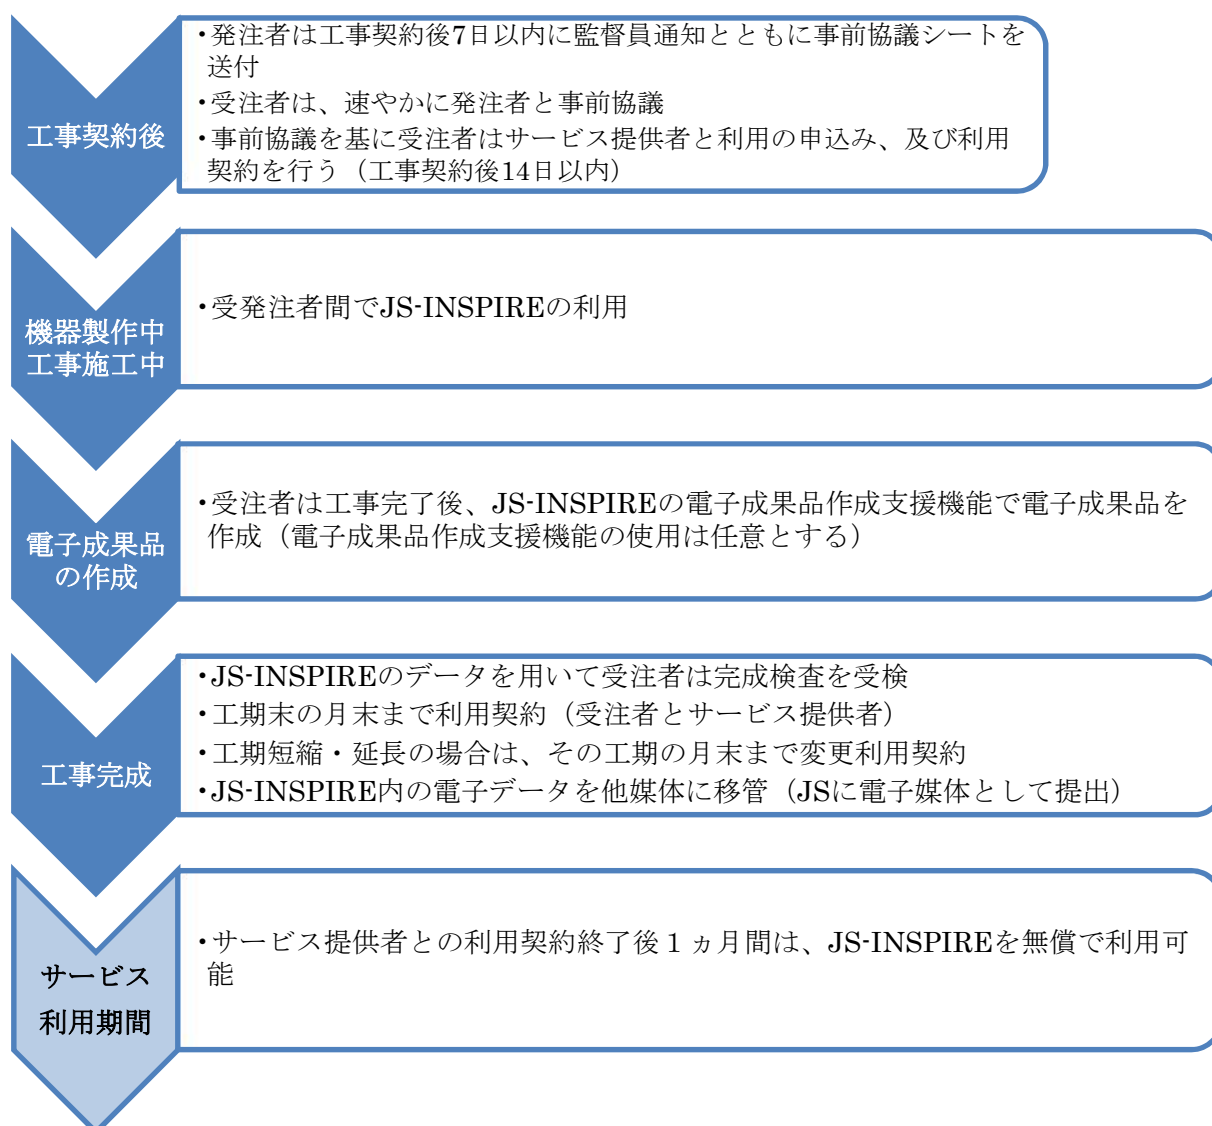 工事契約後
・発注者は工事契約後7日以内に監督員通知とともに事前協議シートを
送付
・受注者は、速やかに発注者と事前協議
・事前協議を基に受注者はサービス提供者と利用の申込み、及び利用
契約を行う（工事契約後14日以内）
機器製作中
工事施工中
・受発注者間でJS-INSPIREの利用
電子成果品
の作成
・受注者は工事完了後、JS-INSPIREの電子成果品作成支援機能で電子成果品を
作成（電子成果品作成支援機能の使用は任意とする）
工事完成
・JS-INSPIREのデータを用いて受注者は完成検査を受検
・工期末の月末まで利用契約（受注者とサービス提供者）
・工期短縮・延長の場合は、その工期の月末まで変更利用契約
・JS-INSPIRE内の電子データを他媒体に移管（JSに電子媒体として提出）
サービス
利用期間
・サービス提供者との利用契約終了後１ヵ月間は、JS-INSPIREを無償で利用可
能